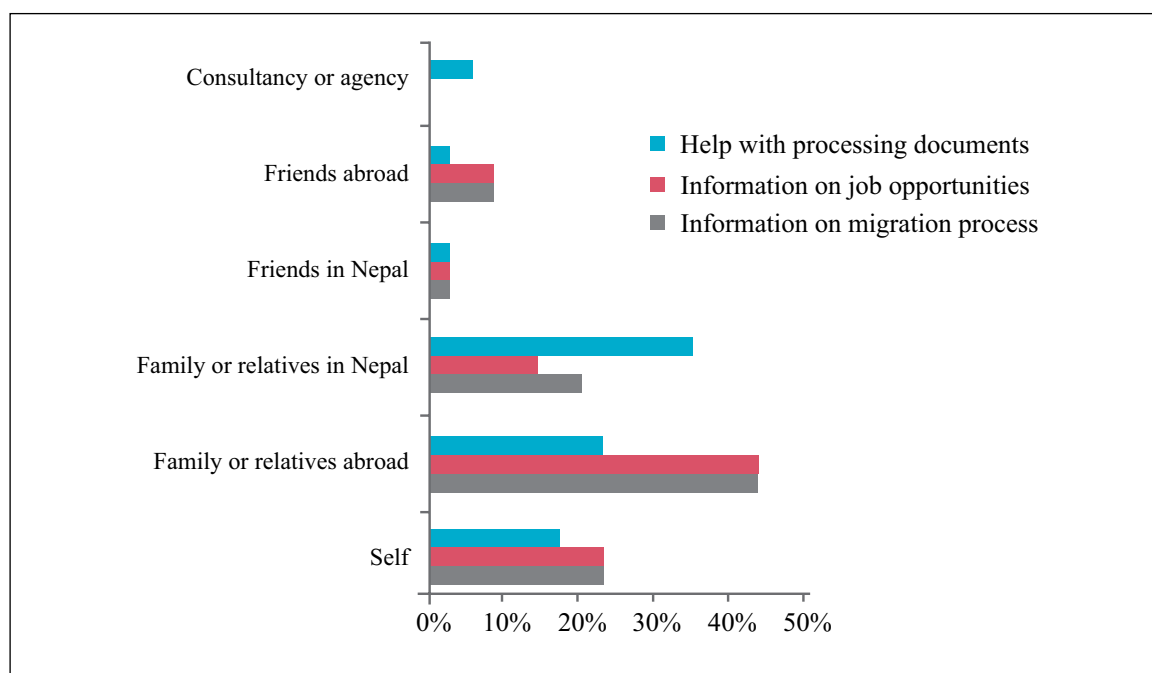 Consultancy or agency
Friends abroad
Friends in Nepal
Family or relatives in Nepal
Family or relatives abroad
Self
Help with processing documents
Information on job opportunities
Information on migration process
0% 10% 20% 30% 40% 50%